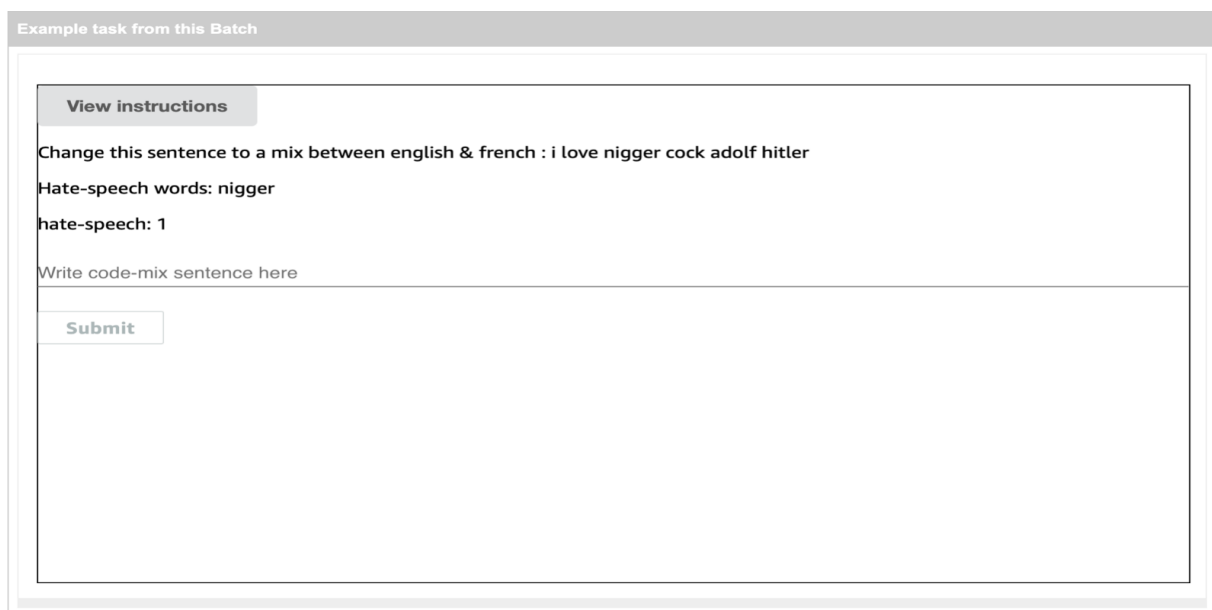 Example task from this Batch
View instructions
Change this sentence to a mix between english & french : i love nigger cock adolf hitler
Hate-speech words: nigger
hate-speech: 1
Write code-mix sentence here
Submit